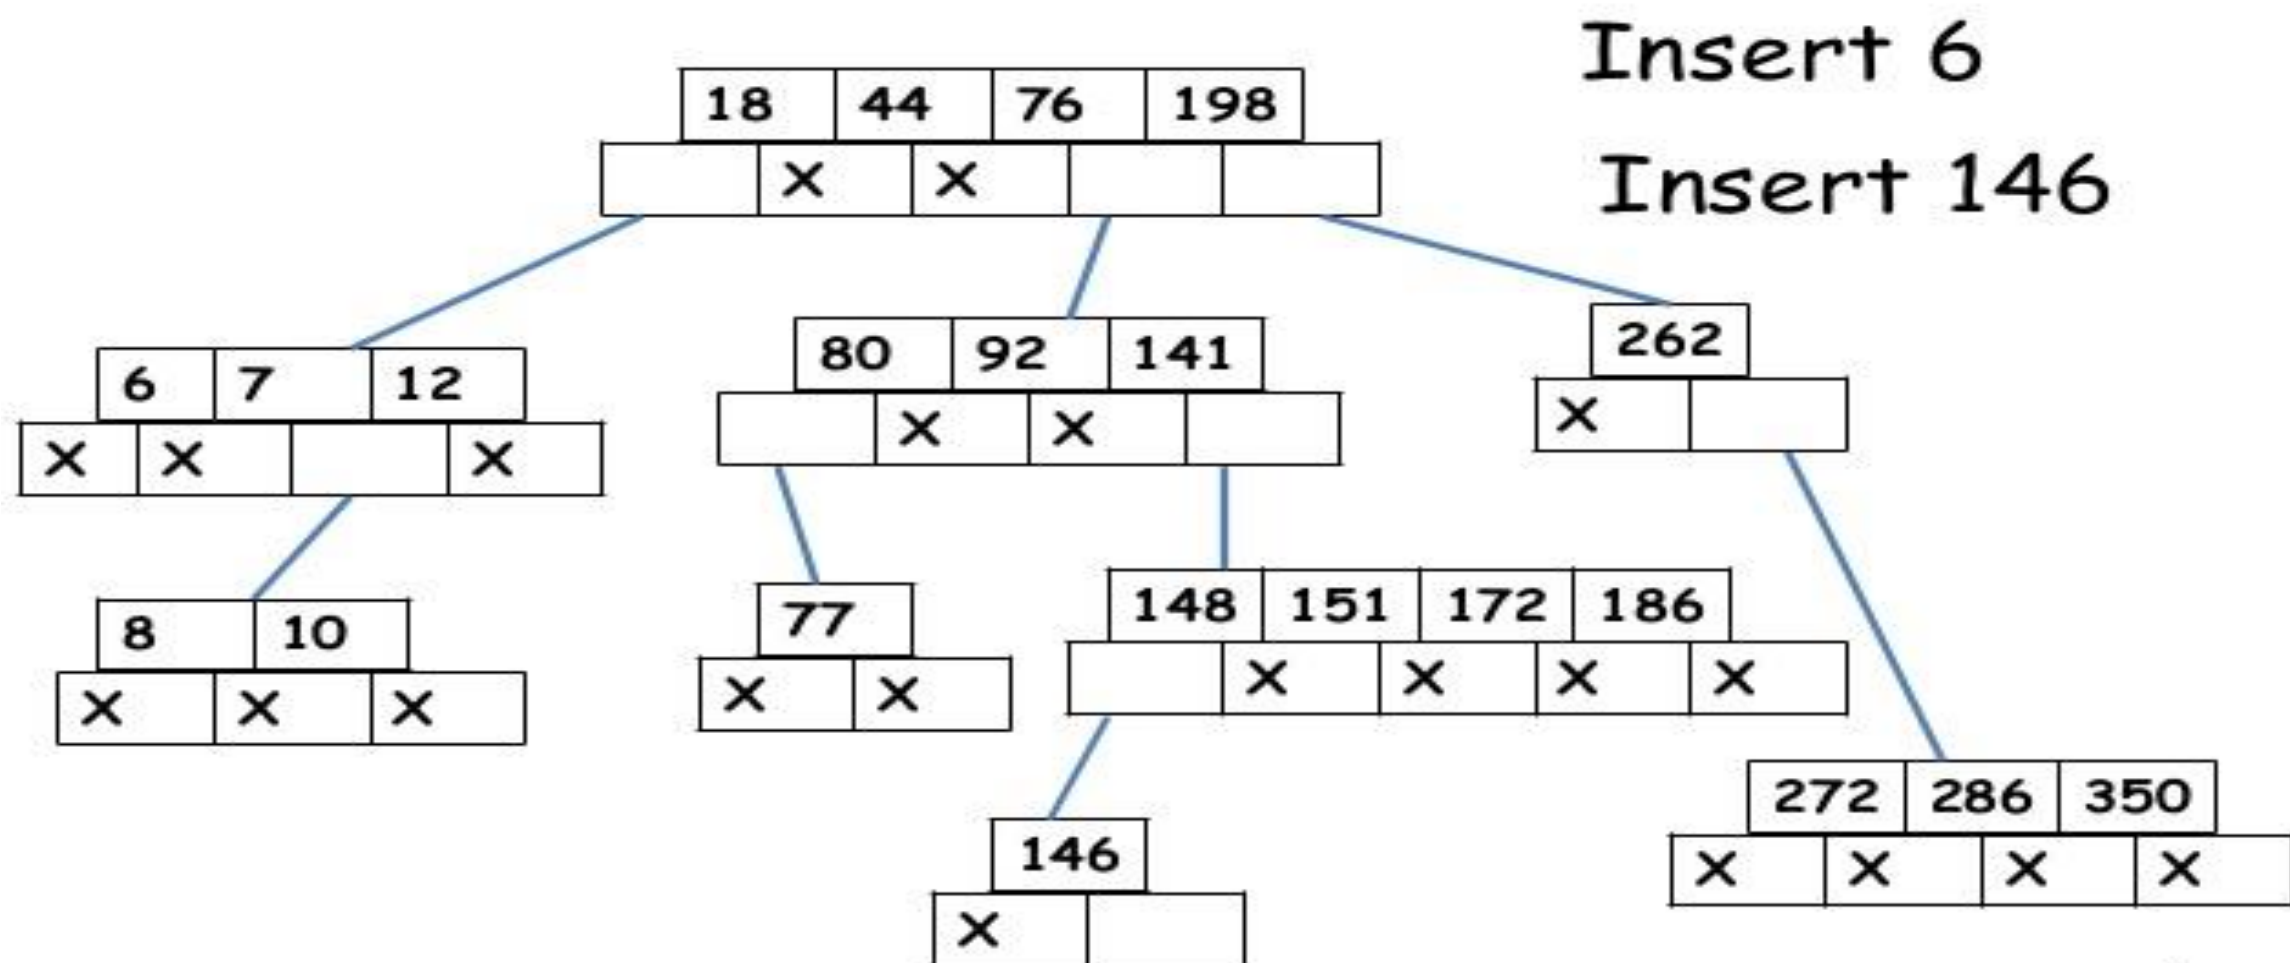 Insert 6
18 44 76 198
X X
Insert 146
262
X
80 92 141
X X
6 7 12
X X X
148 151 172 186
X X X X
77
X X
8 10
X X X
272 286 350
X X X X
146
X